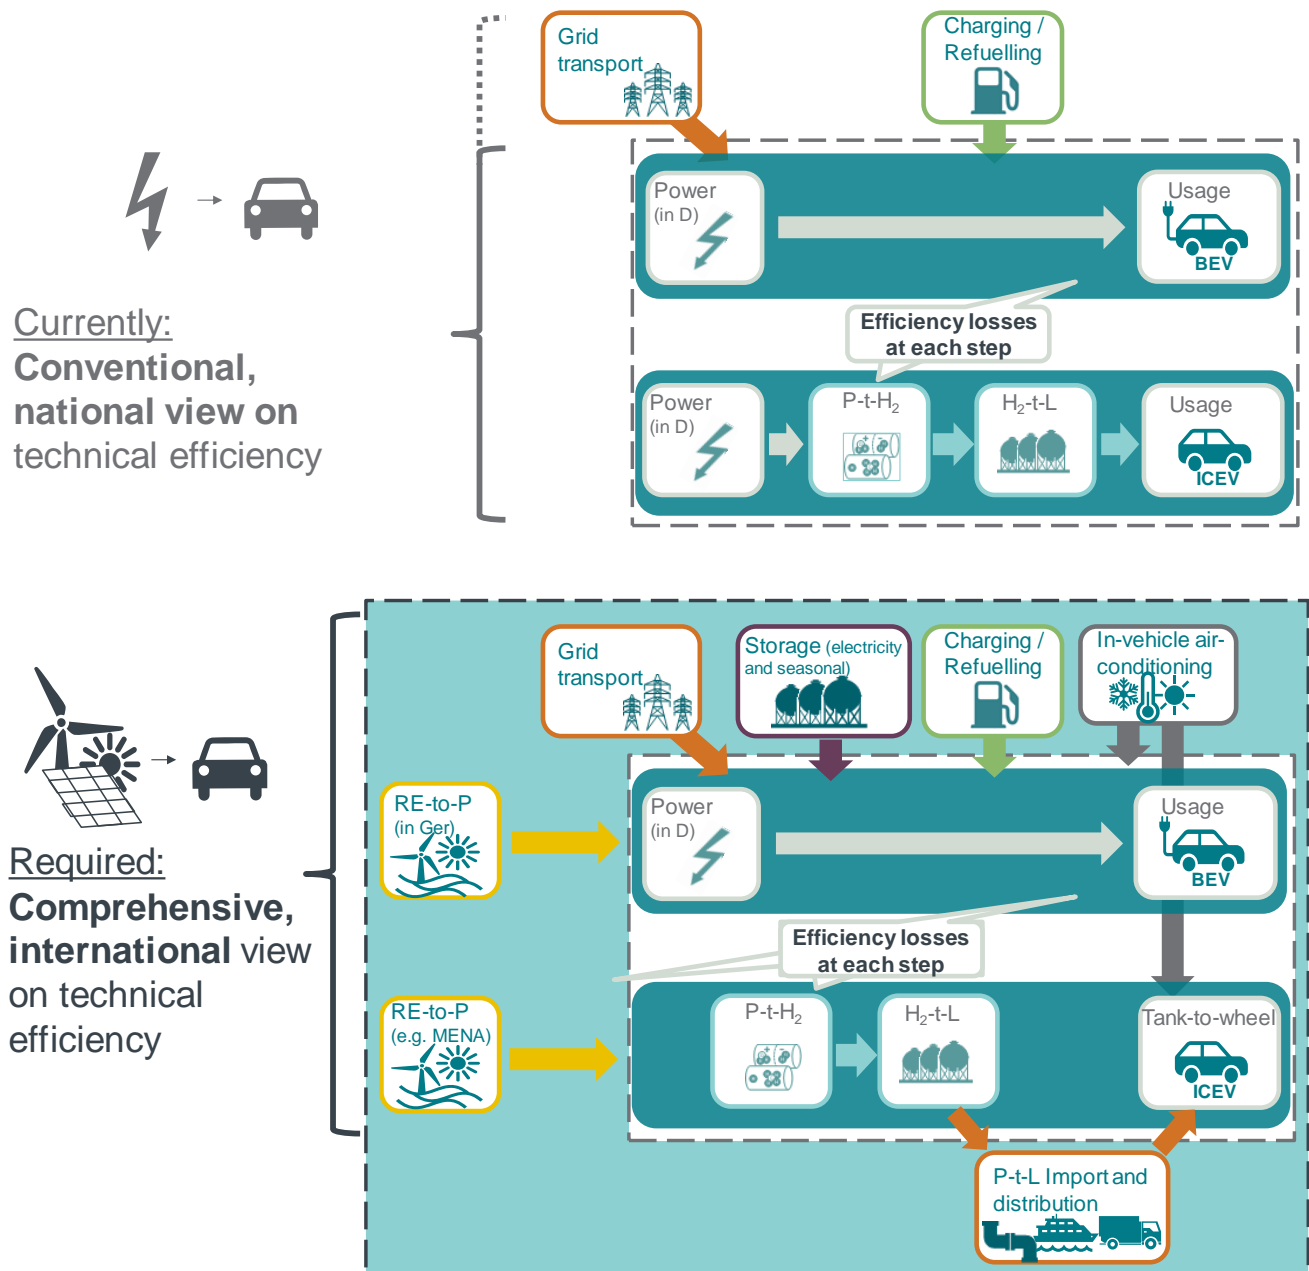 Grid
transport
Charging /
Refuelling
Power
(in D)
Usage
BEV
Efficiency losses
at each step
Currently:
Conventional,
national view on
technical efficiency
Power
(in D)
P-t-H₂
H₂-t-L
Usage
ICEV
Grid
transport
Storage (electricity
and seasonal)
Charging /
Refuelling
In-vehicle air-
conditioning
RE-to-P
(in Ger)
Power
(in D)
Usage
BEV
Required:
Comprehensive,
international view
on technical
efficiency
Efficiency losses
at each step
RE-to-P
(e.g. MENA)
P-t-H₂
H₂-t-L
Tank-to-wheel
ICEV
P-t-L Import and
distribution